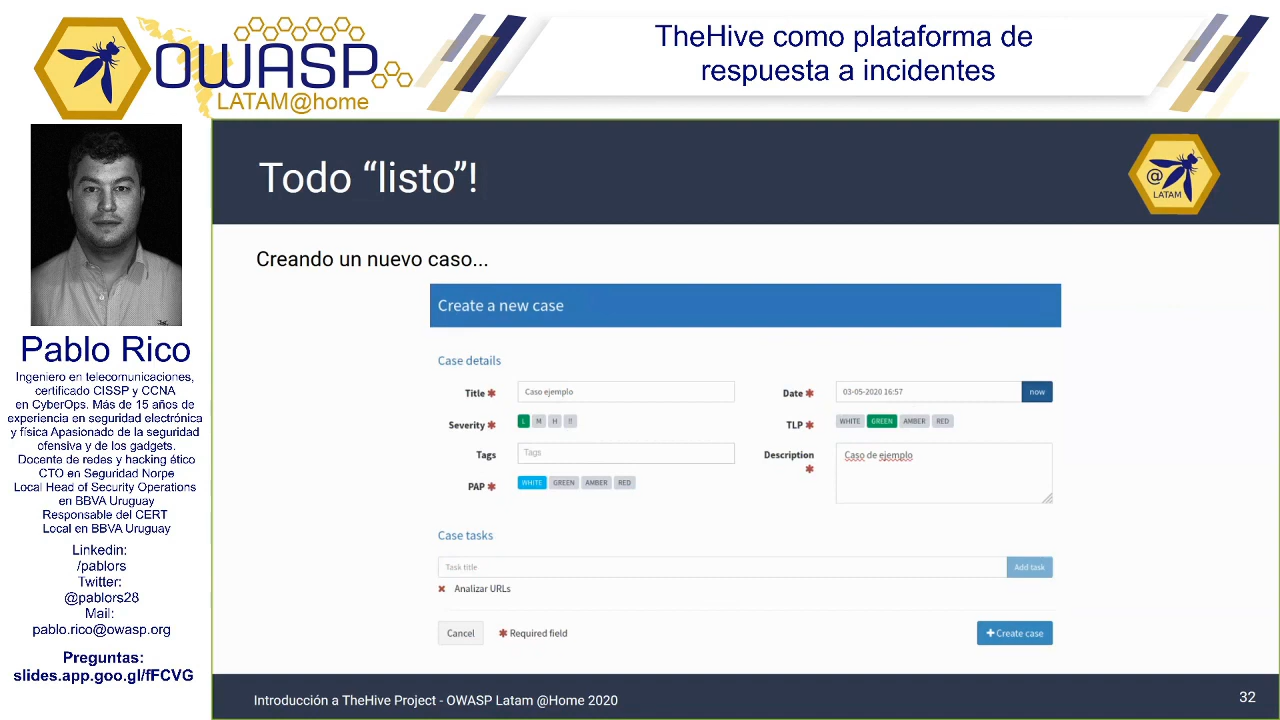 OWASP
LATAM@home
TheHive como plataforma de
respuesta a incidentes
Pablo Rico
Ingeniero en telecomunicaciones,
certificado CISSP y CCNA
en CyberOps. Más de 15 años de
experiencia en seguridad electrónica
y física Apasionado de la seguridad
ofensiva y de los gadgets.
Docente de redes y hacking ético
CTO en Seguridad Norpe
Local Head of Security Operations
en BBVA Uruguay
Responsable del CERT
Local en BBVA Uruguay
Linkedin:
/pablors
Twitter:
@pablors28
Mail:
pablo.rico@owasp.org
Preguntas:
slides.app.goo.gl/fFCVG
Todo “listo”!
@
LATAM
Creando un nuevo caso...
Create a new case
Case details
Title * Caso ejemplo
Date * 03-05-2020 16:57 now
Severity * L M H !!
TLP * WHITE GREEN AMBER RED
Tags Tags
Description * Caso de ejemplo
PAP * WHITE GREEN AMBER RED
Case tasks
Task title Add task
✖ Analizar URLs
Cancel * Required field + Create case
Introducción a TheHive Project - OWASP Latam @Home 2020
32